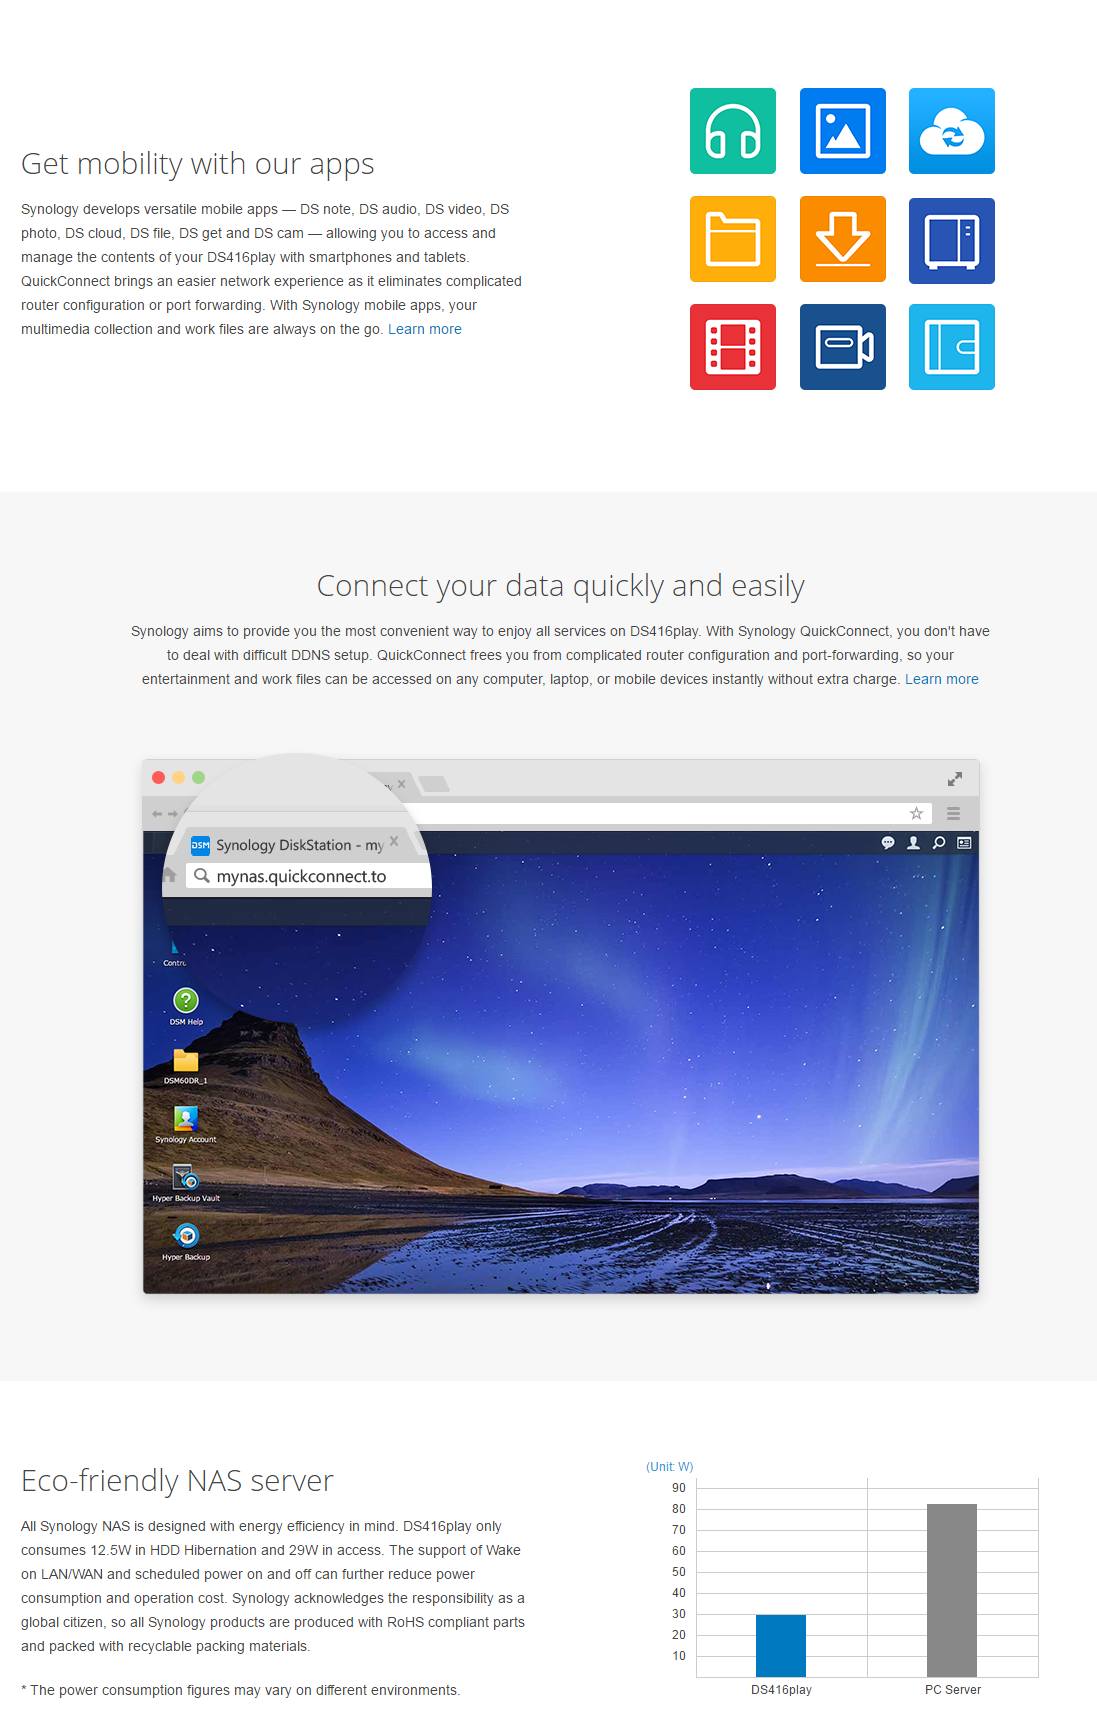 Get mobility with our apps
Synology develops versatile mobile apps — DS note, DS audio, DS video, DS
photo, DS cloud, DS file, DS get and DS cam — allowing you to access and
manage the contents of your DS416play with smartphones and tablets.
QuickConnect brings an easier network experience as it eliminates complicated
router configuration or port forwarding. With Synology mobile apps, your
multimedia collection and work files are always on the go. Learn more
Connect your data quickly and easily
Synology aims to provide you the most convenient way to enjoy all services on DS416play. With Synology QuickConnect, you don't have
to deal with difficult DDNS setup. QuickConnect frees you from complicated router configuration and port-forwarding, so your
entertainment and work files can be accessed on any computer, laptop, or mobile devices instantly without extra charge. Learn more
DSM Synology DiskStation - my
mynas.quickconnect.to
DSM Help
DSM60DR_1
Synology Account
Hyper Backup Vault
Hyper Backup
Eco-friendly NAS server
All Synology NAS is designed with energy efficiency in mind. DS416play only
consumes 12.5W in HDD Hibernation and 29W in access. The support of Wake
on LAN/WAN and scheduled power on and off can further reduce power
consumption and operation cost. Synology acknowledges the responsibility as a
global citizen, so all Synology products are produced with RoHS compliant parts
and packed with recyclable packing materials.
* The power consumption figures may vary on different environments.
(Unit: W)
90
80
70
60
50
40
30
20
10
DS416play
PC Server